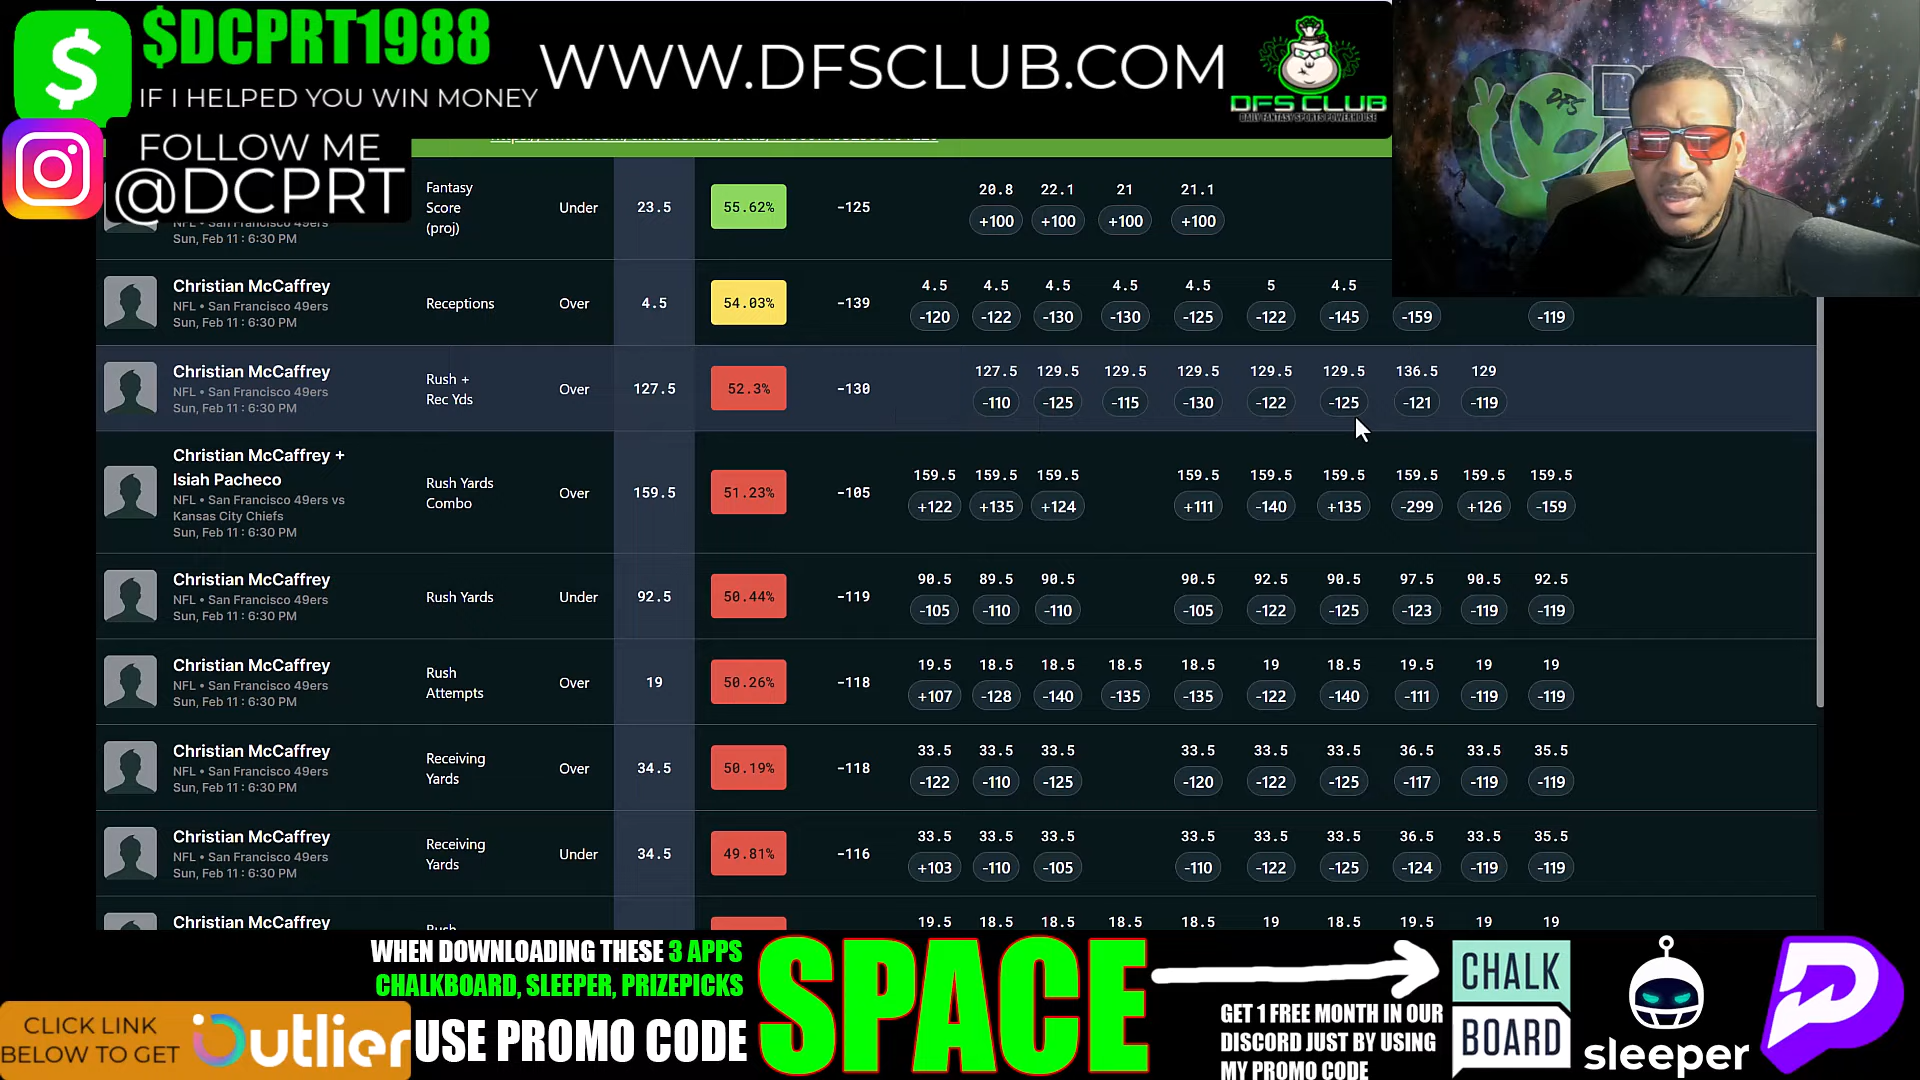 $DCPRT1988
IF I HELPED YOU WIN MONEY
WWW.DFSCLUB.COM
DFS CLUB
DAILY FANTASY SPORTS POWERHOUSE
FOLLOW ME
@DCPRT
Sun, Feb 11 : 6:30 PM
Fantasy
Score
(proj)
Under
23.5
55.62%
-125
20.8 22.1 21 21.1
+100 +100 +100 +100
Christian McCaffrey
NFL • San Francisco 49ers
Sun, Feb 11 : 6:30 PM
Receptions
Over
4.5
54.03%
-139
4.5 4.5 4.5 4.5 4.5 5 4.5
-120 -122 -130 -130 -125 -122 -145 -159 -119
Christian McCaffrey
NFL • San Francisco 49ers
Sun, Feb 11 : 6:30 PM
Rush +
Rec Yds
Over
127.5
52.3%
-130
127.5 129.5 129.5 129.5 129.5 129.5 136.5 129
-110 -125 -115 -130 -122 -125 -121 -119
Christian McCaffrey +
Isiah Pacheco
NFL • San Francisco 49ers vs
Kansas City Chiefs
Sun, Feb 11 : 6:30 PM
Rush Yards
Combo
Over
159.5
51.23%
-105
159.5 159.5 159.5 159.5 159.5 159.5 159.5 159.5 159.5
+122 +135 +124 +111 -140 +135 -299 +126 -159
Christian McCaffrey
NFL • San Francisco 49ers
Sun, Feb 11 : 6:30 PM
Rush Yards
Under
92.5
50.44%
-119
90.5 89.5 90.5 90.5 92.5 90.5 97.5 90.5 92.5
-105 -110 -110 -105 -122 -125 -123 -119 -119
Christian McCaffrey
NFL • San Francisco 49ers
Sun, Feb 11 : 6:30 PM
Rush
Attempts
Over
19
50.26%
-118
19.5 18.5 18.5 18.5 18.5 19 18.5 19.5 19 19
+107 -128 -140 -135 -135 -122 -140 -111 -119 -119
Christian McCaffrey
NFL • San Francisco 49ers
Sun, Feb 11 : 6:30 PM
Receiving
Yards
Over
34.5
50.19%
-118
33.5 33.5 33.5 33.5 33.5 33.5 36.5 33.5 35.5
-122 -110 -125 -120 -122 -125 -117 -119 -119
Christian McCaffrey
NFL • San Francisco 49ers
Sun, Feb 11 : 6:30 PM
Receiving
Yards
Under
34.5
49.81%
-116
33.5 33.5 33.5 33.5 33.5 33.5 36.5 33.5 35.5
+103 -110 -105 -110 -122 -125 -124 -119 -119
Christian McCaffrey
19.5 18.5 18.5 18.5 18.5 19 18.5 19.5 19 19
WHEN DOWNLOADING THESE 3 APPS
CHALKBOARD, SLEEPER, PRIZEPICKS
USE PROMO CODE
SPACE
CLICK LINK
BELOW TO GET
Outlier
GET 1 FREE MONTH IN OUR
DISCORD JUST BY USING
MY PROMO CODE
CHALK
BOARD
sleeper